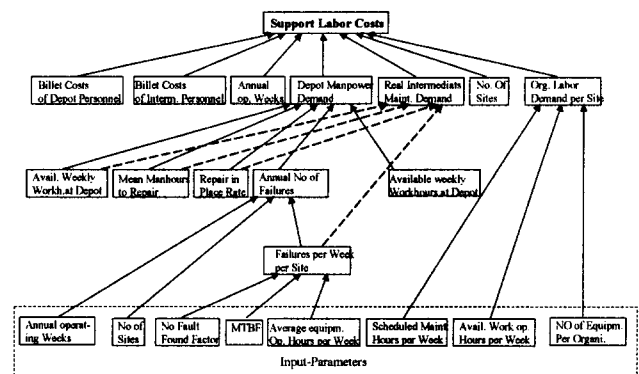 Support Labor Costs
Billet Costs
of Depot Personnel
Billet Costs
of Interm. Personnel
Annual
op. Weeks
Depot Manpower
Demand
Real Intermediats
Maint. Demand
No. Of
Sites
Org. Labor
Demand per Site
Avail. Weekly
Workh.at Depot
Mean Manhours
to Repair
Repair in
Place Rate
Annual No of
Failures
Available weekly
Workhours.at Depot
Failures per Week
per Site
Annual operat-
ing Weeks
No of
Sites
No Fault
Found Factor
MTBF
Average equipm.
Op. Hours per Week
Scheduled Maint
Hours per Week
Avail. Work op.
Hours per Week
NO of Equipm.
Per Organi.
Input-Parameters